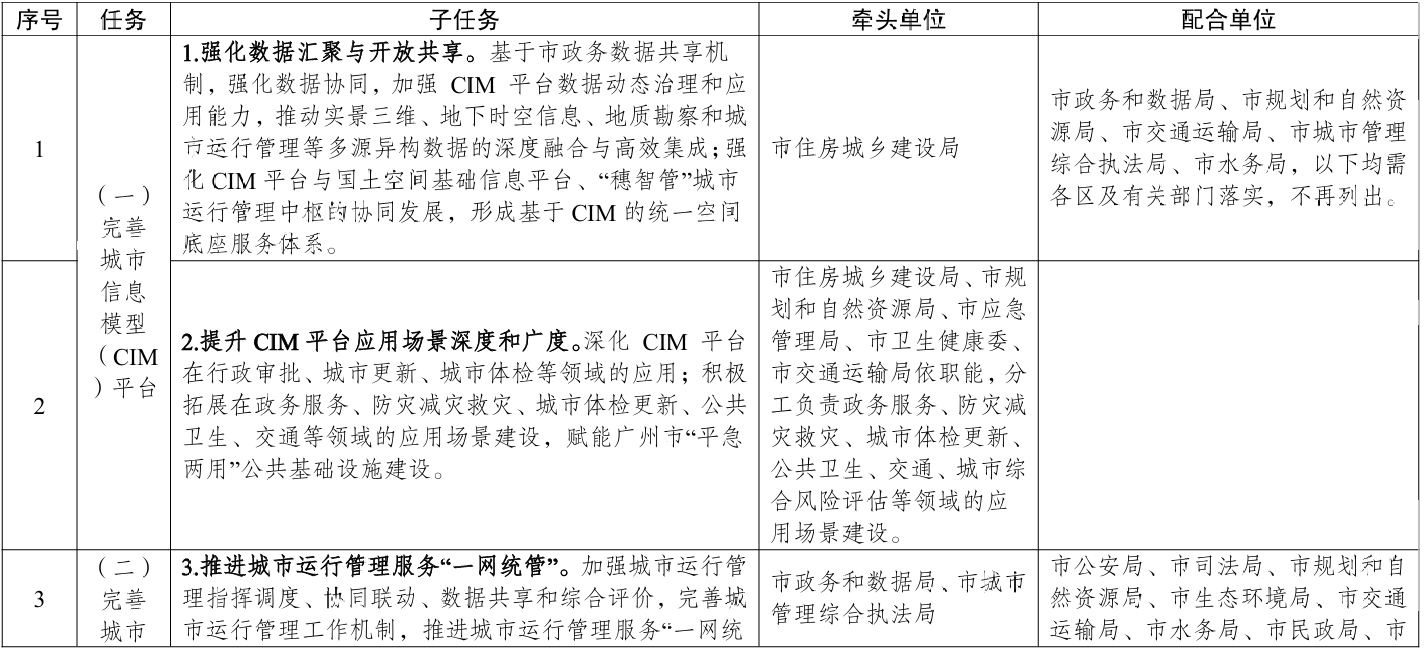 序号 任务 子任务 牵头单位 配合单位
1
（一）
完善
城市
信息
模型
（CIM
）平台
1.强化数据汇聚与开放共享。基于市政务数据共享机
制，强化数据协同，加强 CIM 平台数据动态治理和应
用能力，推动实景三维、地下时空信息、地质勘察和城
市运行管理等多源异构数据的深度融合与高效集成；强
化 CIM 平台与国土空间基础信息平台、“穗智管”城市
运行管理中枢的协同发展，形成基于 CIM 的统一空间
底座服务体系。
市住房城乡建设局
市政务和数据局、市规划和自然资
源局、市交通运输局、市城市管理
综合执法局、市水务局，以下均需
各区及有关部门落实，不再列出。
2
2.提升 CIM 平台应用场景深度和广度。深化 CIM 平台
在行政审批、城市更新、城市体检等领域的应用；积极
拓展在政务服务、防灾减灾救灾、城市体检更新、公共
卫生、交通等领域的应用场景建设，赋能广州市“平急
两用”公共基础设施建设。
市住房城乡建设局、市规
划和自然资源局、市应急
管理局、市卫生健康委、
市交通运输局依职能，分
工负责政务服务、防灾减
灾救灾、城市体检更新、
公共卫生、交通、城市综
合风险评估等领域的应
用场景建设。
3
（二）
完善
城市
3.推进城市运行管理服务“一网统管”。加强城市运行管
理指挥调度、协同联动、数据共享和综合评价，完善城
市运行管理工作机制，推进城市运行管理服务“一网统
市政务和数据局、市城市
管理综合执法局
市公安局、市司法局、市规划和自
然资源局、市生态环境局、市交通
运输局、市水务局、市民政局、市